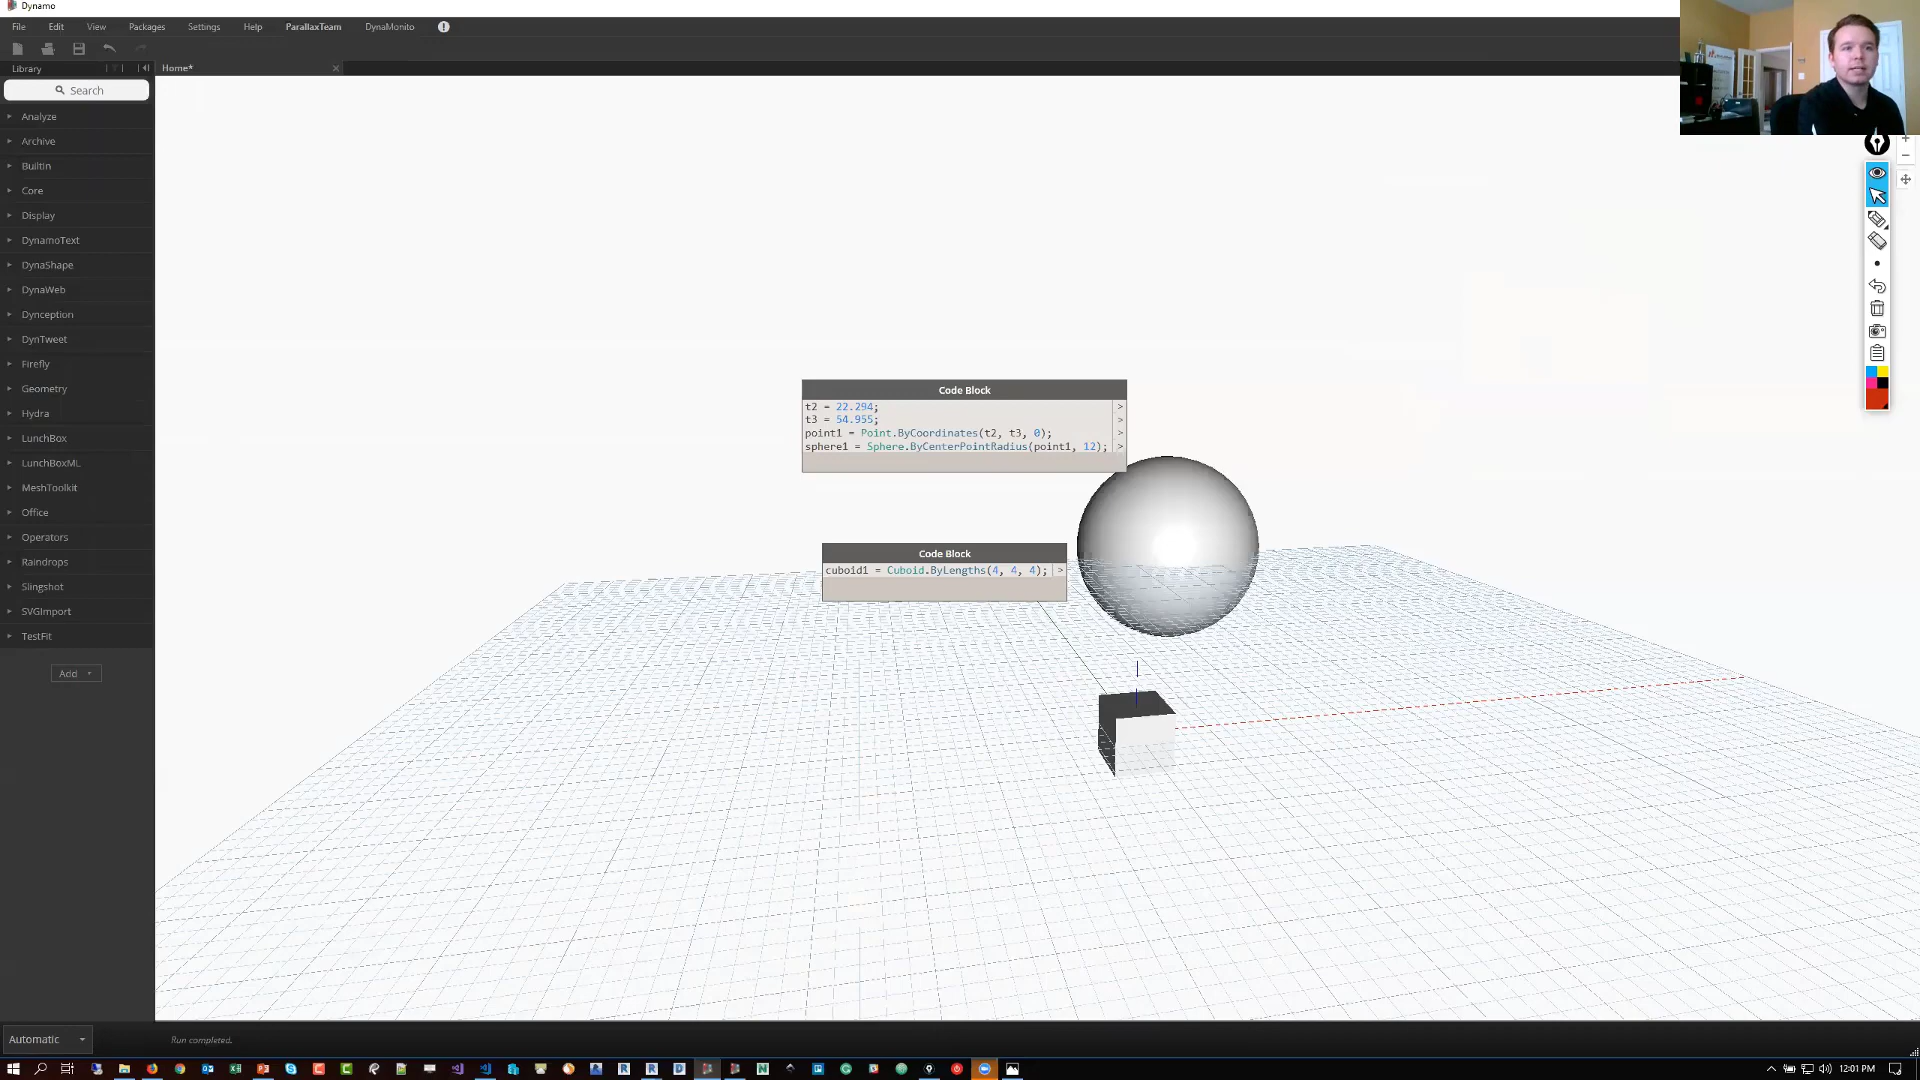 Dynamo
File Edit View Packages Settings Help ParallaxTeam DynaMonito
Library
Home*
Search
Analyze
Archive
BuiltIn
Core
Display
DynamoText
DynaShape
DynaWeb
Dynception
DynTweet
Firefly
Geometry
Hydra
LunchBox
LunchBoxML
MeshToolkit
Office
Operators
Raindrops
Slingshot
SVGImport
TestFit
Add
Code Block
t2 = 22.294; >
t3 = 54.955; >
point1 = Point.ByCoordinates(t2, t3, 0); >
sphere1 = Sphere.ByCenterPointRadius(point1, 12); >
Code Block
cuboid1 = Cuboid.ByLengths(4, 4, 4); >
Automatic
Run completed.
12:01 PM